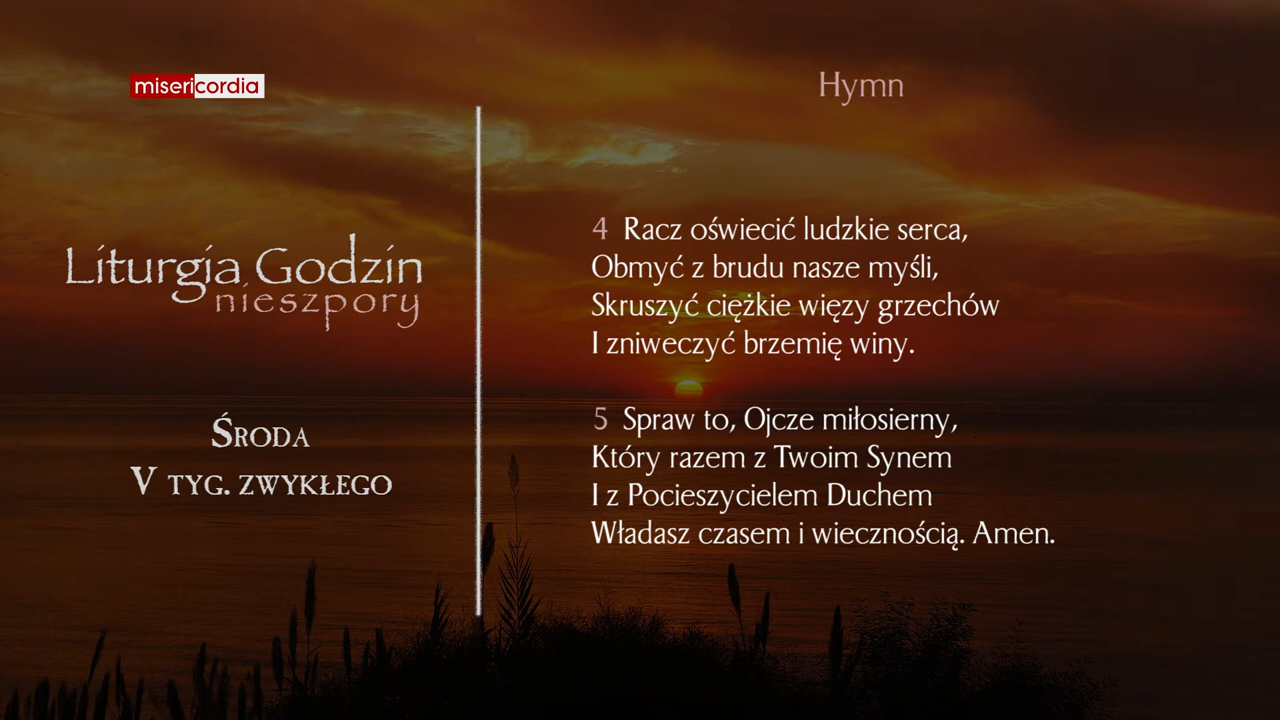 misericordia
Hymn
Liturgia Godzin
nieszpory
Środa
V tyg. zwykłego
4 Racz oświecić ludzkie serca,
Obmyć z brudu nasze myśli,
Skruszyć ciężkie więzy grzechów
I zniweczyć brzemię winy.
5 Spraw to, Ojcze miłosierny,
Który razem z Twoim Synem
I z Pocieszycielem Duchem
Władasz czasem i wiecznością. Amen.